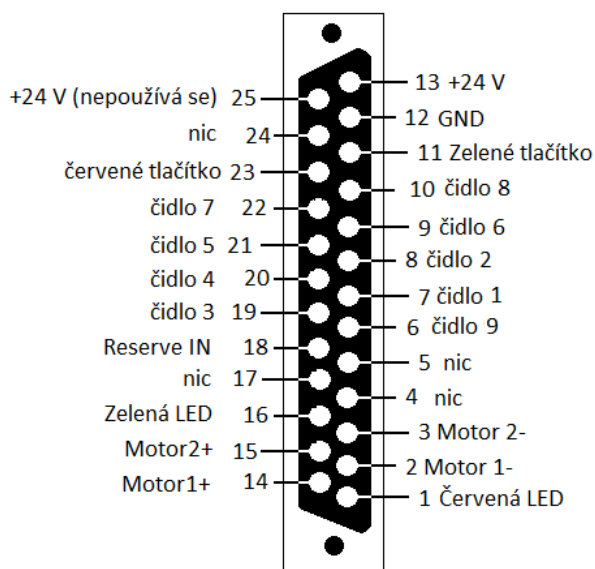 +24 V (nepoužívá se) 25
nic 24
červené tlačítko 23
čidlo 7 22
čidlo 5 21
čidlo 4 20
čidlo 3 19
Reserve IN 18
nic 17
Zelená LED 16
Motor2+ 15
Motor1+ 14
13 +24 V
12 GND
11 Zelené tlačítko
10 čidlo 8
9 čidlo 6
8 čidlo 2
7 čidlo 1
6 čidlo 9
5 nic
4 nic
3 Motor 2-
2 Motor 1-
1 Červená LED